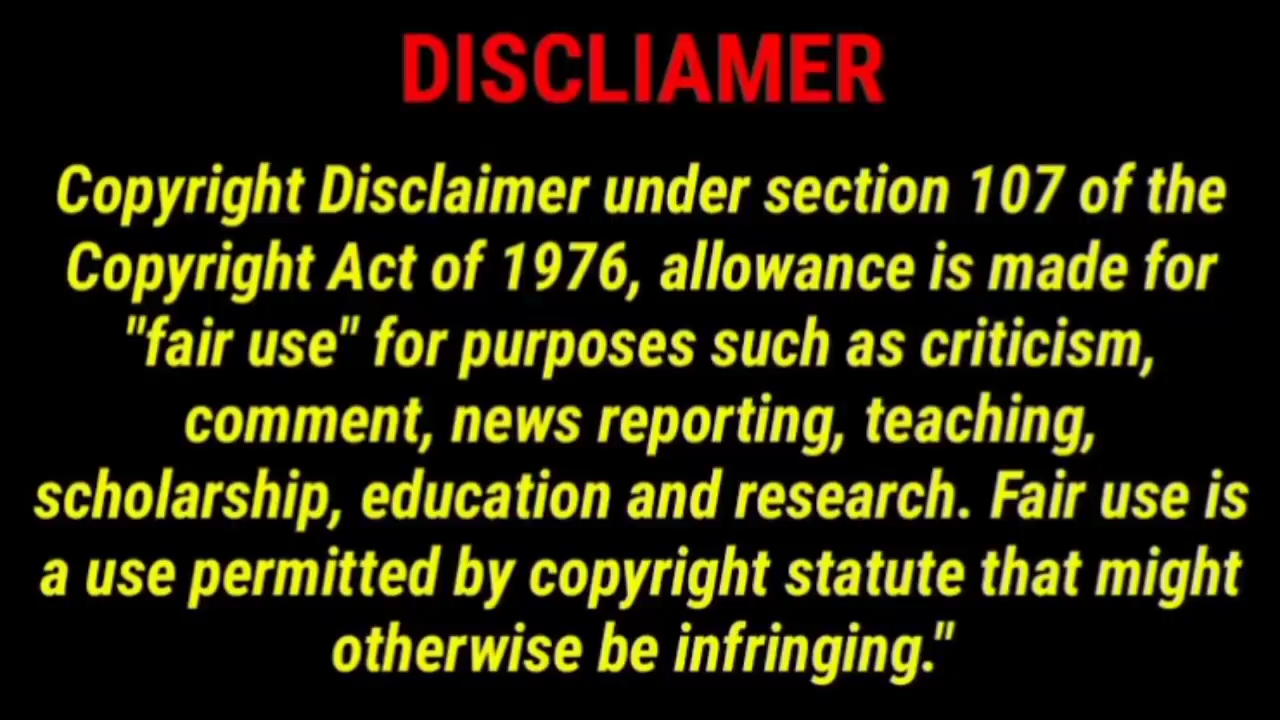 DISCLIAMER
Copyright Disclaimer under section 107 of the
Copyright Act of 1976, allowance is made for
"fair use" for purposes such as criticism,
comment, news reporting, teaching,
scholarship, education and research. Fair use is
a use permitted by copyright statute that might
otherwise be infringing."